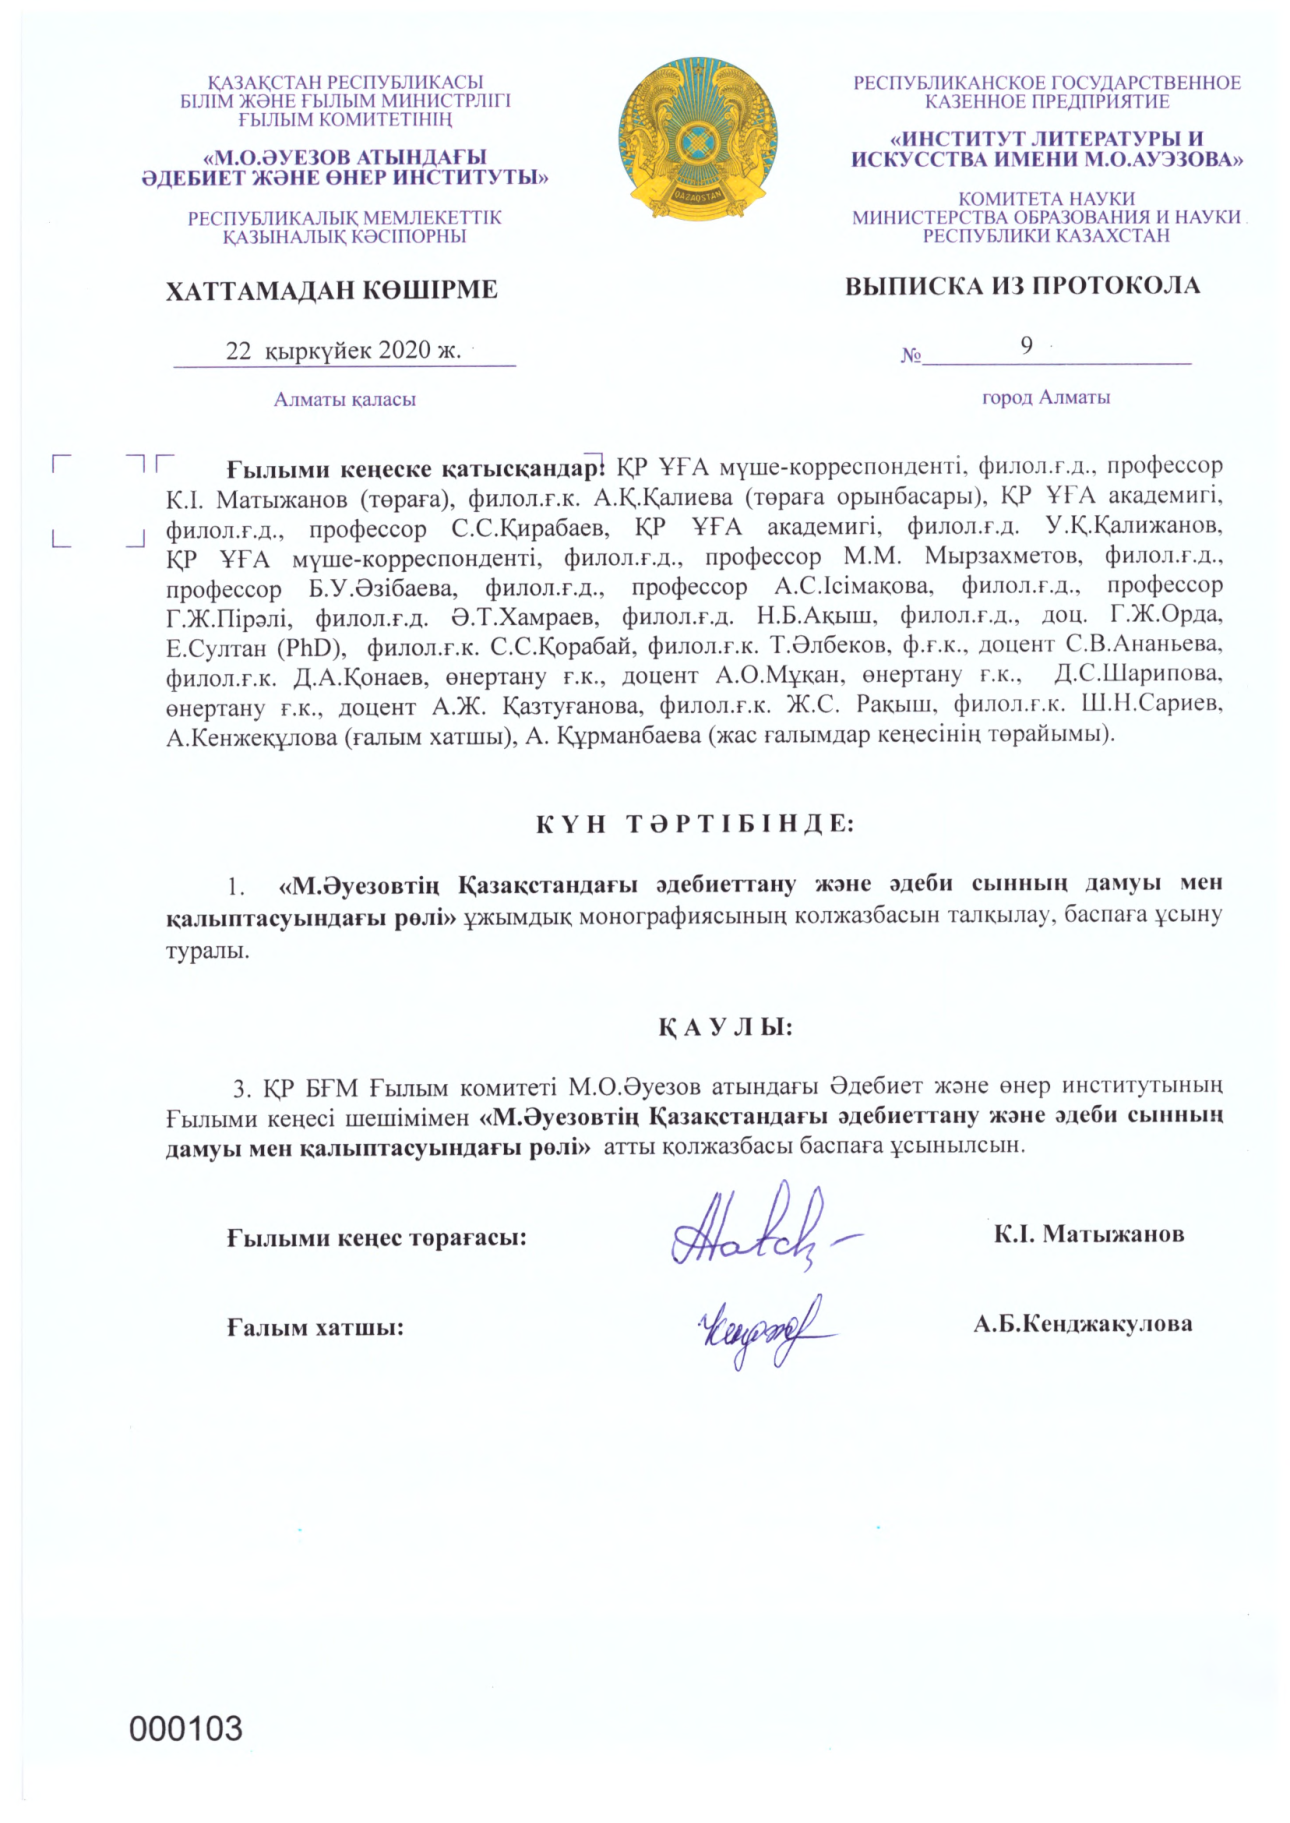 ҚАЗАҚСТАН РЕСПУБЛИКАСЫ
БІЛІМ ЖӘНЕ ҒЫЛЫМ МИНИСТРЛІГІ
ҒЫЛЫМ КОМИТЕТІНІҢ
«М.О.ӘУЕЗОВ АТЫНДАҒЫ
ӘДЕБИЕТ ЖӘНЕ ӨНЕР ИНСТИТУТЫ»
РЕСПУБЛИКАЛЫҚ МЕМЛЕКЕТТІК
ҚАЗЫНАЛЫҚ КӘСІПОРНЫ
QAZAQSTAN
РЕСПУБЛИКАНСКОЕ ГОСУДАРСТВЕННОЕ
КАЗЕННОЕ ПРЕДПРИЯТИЕ
«ИНСТИТУТ ЛИТЕРАТУРЫ И
ИСКУССТВА ИМЕНИ М.О.АУЭЗОВА»
КОМИТЕТА НАУКИ
МИНИСТЕРСТВА ОБРАЗОВАНИЯ И НАУКИ
РЕСПУБЛИКИ КАЗАХСТАН
ХАТТАМАДАН КӨШІРМЕ
ВЫПИСКА ИЗ ПРОТОКОЛА
22 қыркүйек 2020 ж.
№ 9
Алматы қаласы
город Алматы
Ғылыми кеңеске қатысқандар: ҚР ҰҒА мүше-корреспонденті, филол.ғ.д., профессор
К.І. Матыжанов (төраға), филол.ғ.к. А.Қ.Қалиева (төраға орынбасары), ҚР ҰҒА академигі,
филол.ғ.д., профессор С.С.Қирабаев, ҚР ҰҒА академигі, филол.ғ.д. У.Қ.Қалижанов,
ҚР ҰҒА мүше-корреспонденті, филол.ғ.д., профессор М.М. Мырзахметов, филол.ғ.д.,
профессор Б.У.Әзібаева, филол.ғ.д., профессор А.С.Ісімақова, филол.ғ.д., профессор
Г.Ж.Пірәлі, филол.ғ.д. Ә.Т.Хамраев, филол.ғ.д. Н.Б.Ақыш, филол.ғ.д., доц. Г.Ж.Орда,
Е.Султан (PhD), филол.ғ.к. С.С.Қорабай, филол.ғ.к. Т.Әлбеков, ф.ғ.к., доцент С.В.Ананьева,
филол.ғ.к. Д.А.Қонаев, өнертану ғ.к., доцент А.О.Мұқан, өнертану ғ.к., Д.С.Шарипова,
өнертану ғ.к., доцент А.Ж. Қазтуғанова, филол.ғ.к. Ж.С. Рақыш, филол.ғ.к. Ш.Н.Сариев,
А.Кенжеқұлова (ғалым хатшы), А. Құрманбаева (жас ғалымдар кеңесінің төрайымы).
К Ү Н Т Ә Р Т І Б І Н Д Е:
1. «М.Әуезовтің Қазақстандағы әдебиеттану және әдеби сынның дамуы мен
қалыптасуындағы рөлі» ұжымдық монографиясының колжазбасын талқылау, баспаға ұсыну
туралы.
Қ А У Л Ы:
3. ҚР БҒМ Ғылым комитеті М.О.Әуезов атындағы Әдебиет және өнер институтының
Ғылыми кеңесі шешімімен «М.Әуезовтің Қазақстандағы әдебиеттану және әдеби сынның
дамуы мен қалыптасуындағы рөлі» атты қолжазбасы баспаға ұсынылсын.
Ғылыми кеңес төрағасы: К.І. Матыжанов
Ғалым хатшы: А.Б.Кенджакулова
000103